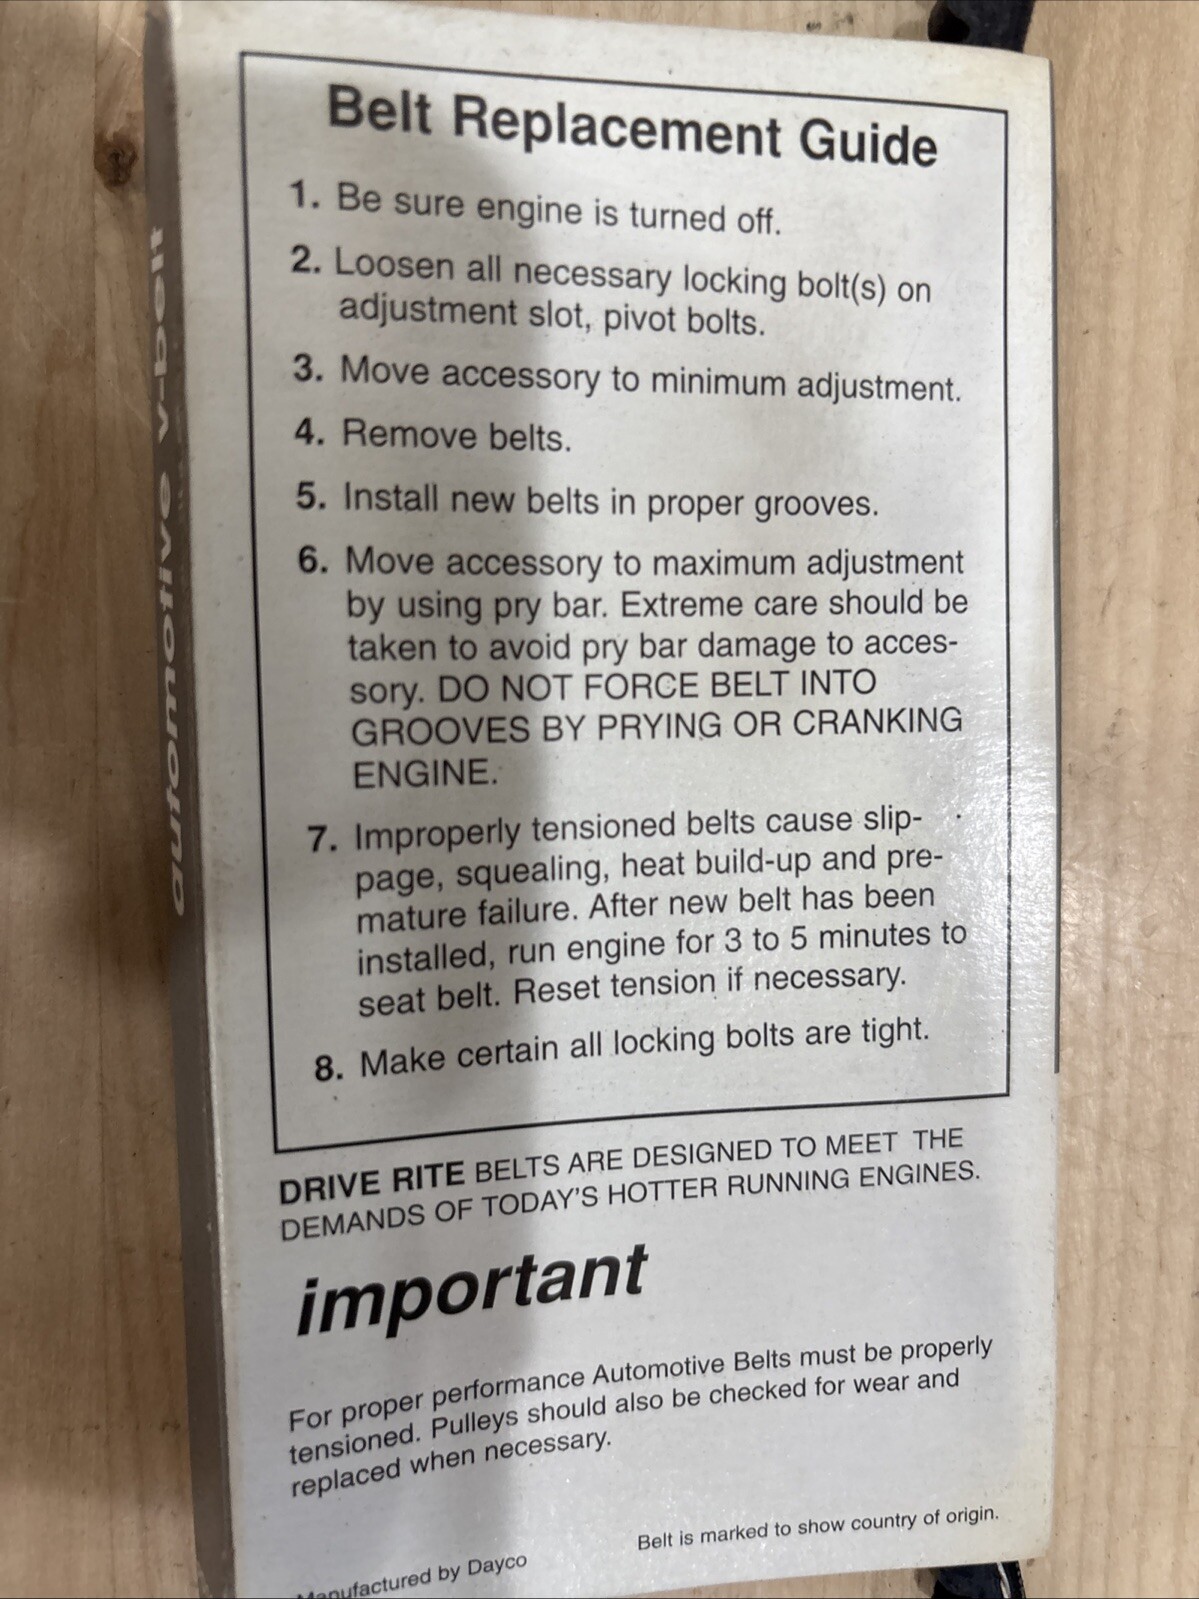 Belt Replacement Guide
1. Be sure engine is turned off.
2. Loosen all necessary locking bolt(s) on
adjustment slot, pivot bolts.
3. Move accessory to minimum adjustment.
4. Remove belts.
5. Install new belts in proper grooves.
6. Move accessory to maximum adjustment
by using pry bar. Extreme care should be
taken to avoid pry bar damage to acces-
sory. DO NOT FORCE BELT INTO
GROOVES BY PRYING OR CRANKING
ENGINE.
7. Improperly tensioned belts cause slip-
page, squealing, heat build-up and pre-
mature failure. After new belt has been
installed, run engine for 3 to 5 minutes to
seat belt. Reset tension if necessary.
8. Make certain all locking bolts are tight.
DRIVE RITE BELTS ARE DESIGNED TO MEET THE
DEMANDS OF TODAY'S HOTTER RUNNING ENGINES.
important
For proper performance Automotive Belts must be properly
tensioned. Pulleys should also be checked for wear and
replaced when necessary.
Belt is marked to show country of origin.
Manufactured by Dayco
automotive v-belt